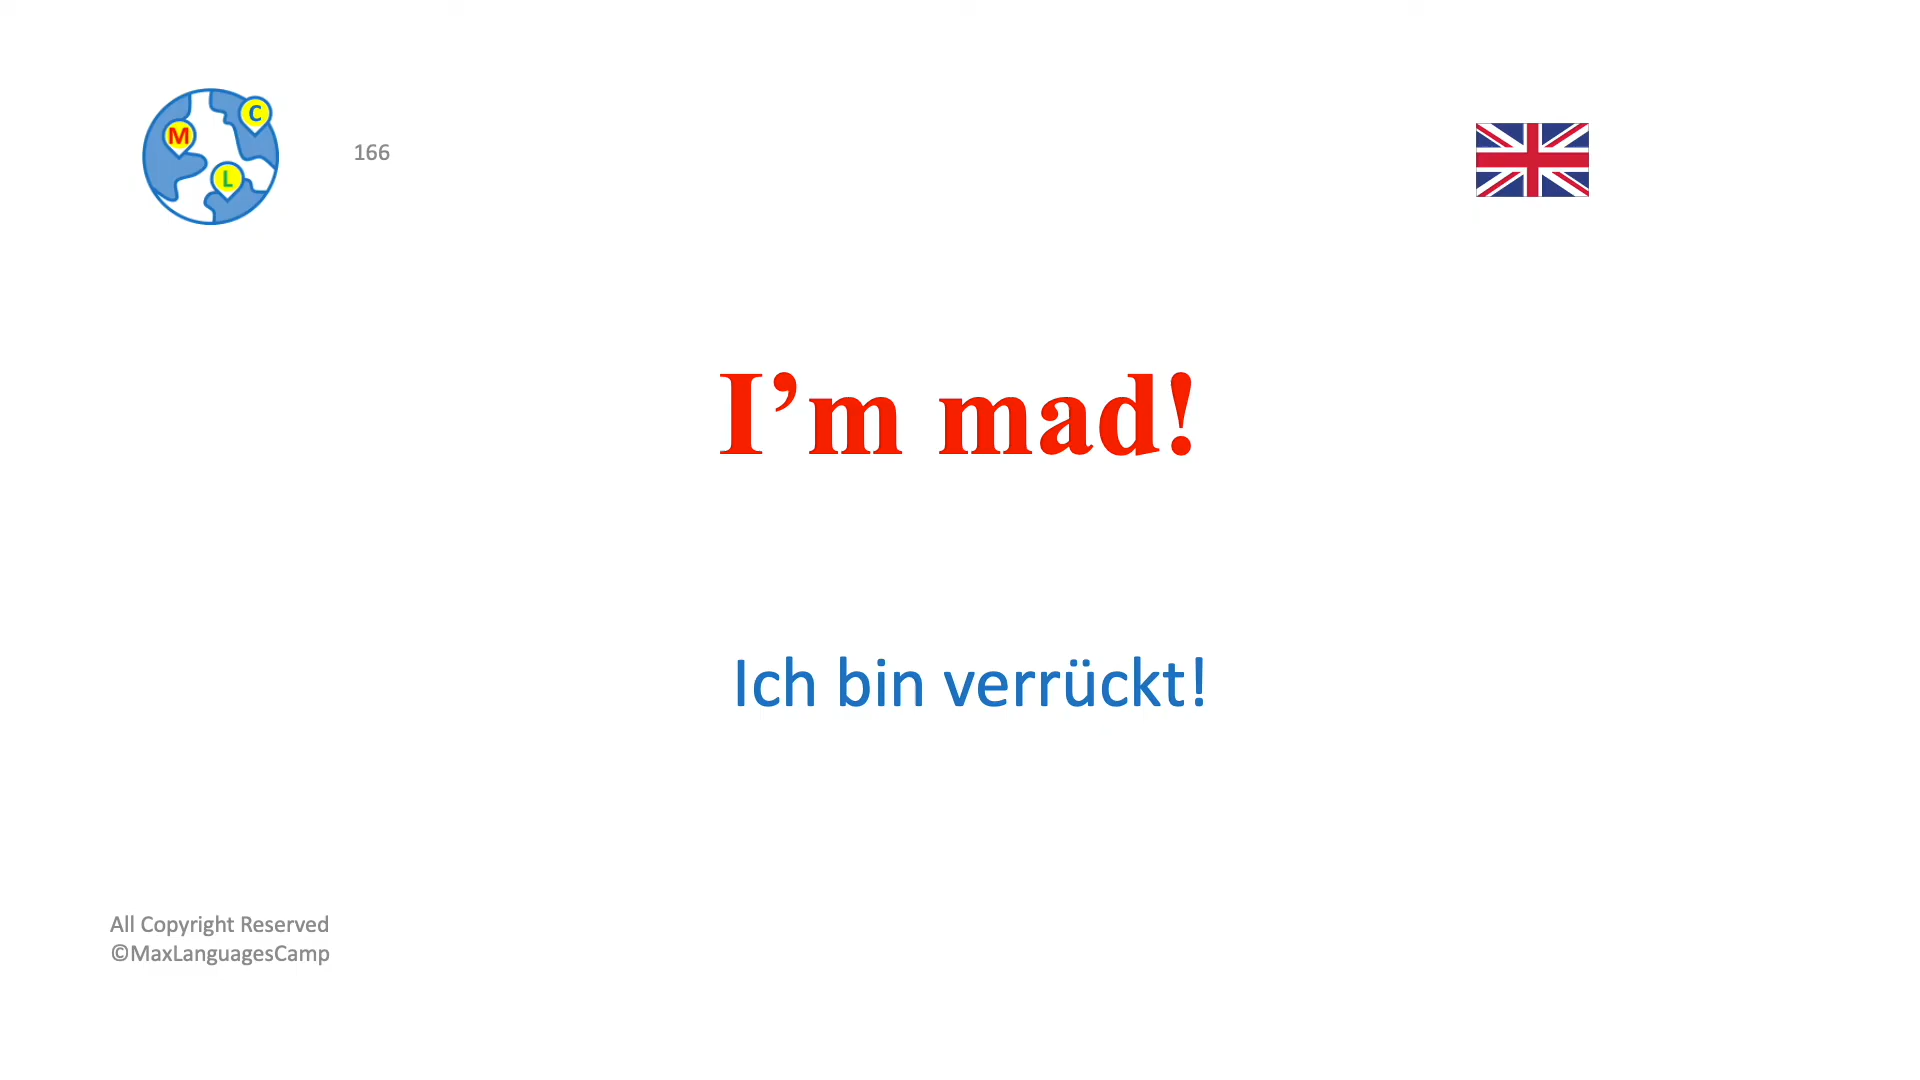 C
M
L
166
I’m mad!
Ich bin verrückt!
All Copyright Reserved
©MaxLanguagesCamp